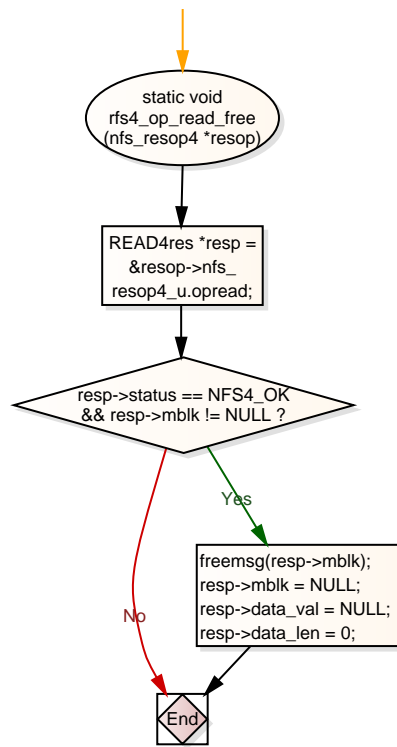 static void
rfs4_op_read_free
(nfs_resop4 *resop)
READ4res *resp =
&resop->nfs_
resop4_u.opread;
resp->status == NFS4_OK
&& resp->mblk != NULL ?
Yes
freemsg(resp->mblk);
resp->mblk = NULL;
resp->data_val = NULL;
resp->data_len = 0;
No
End